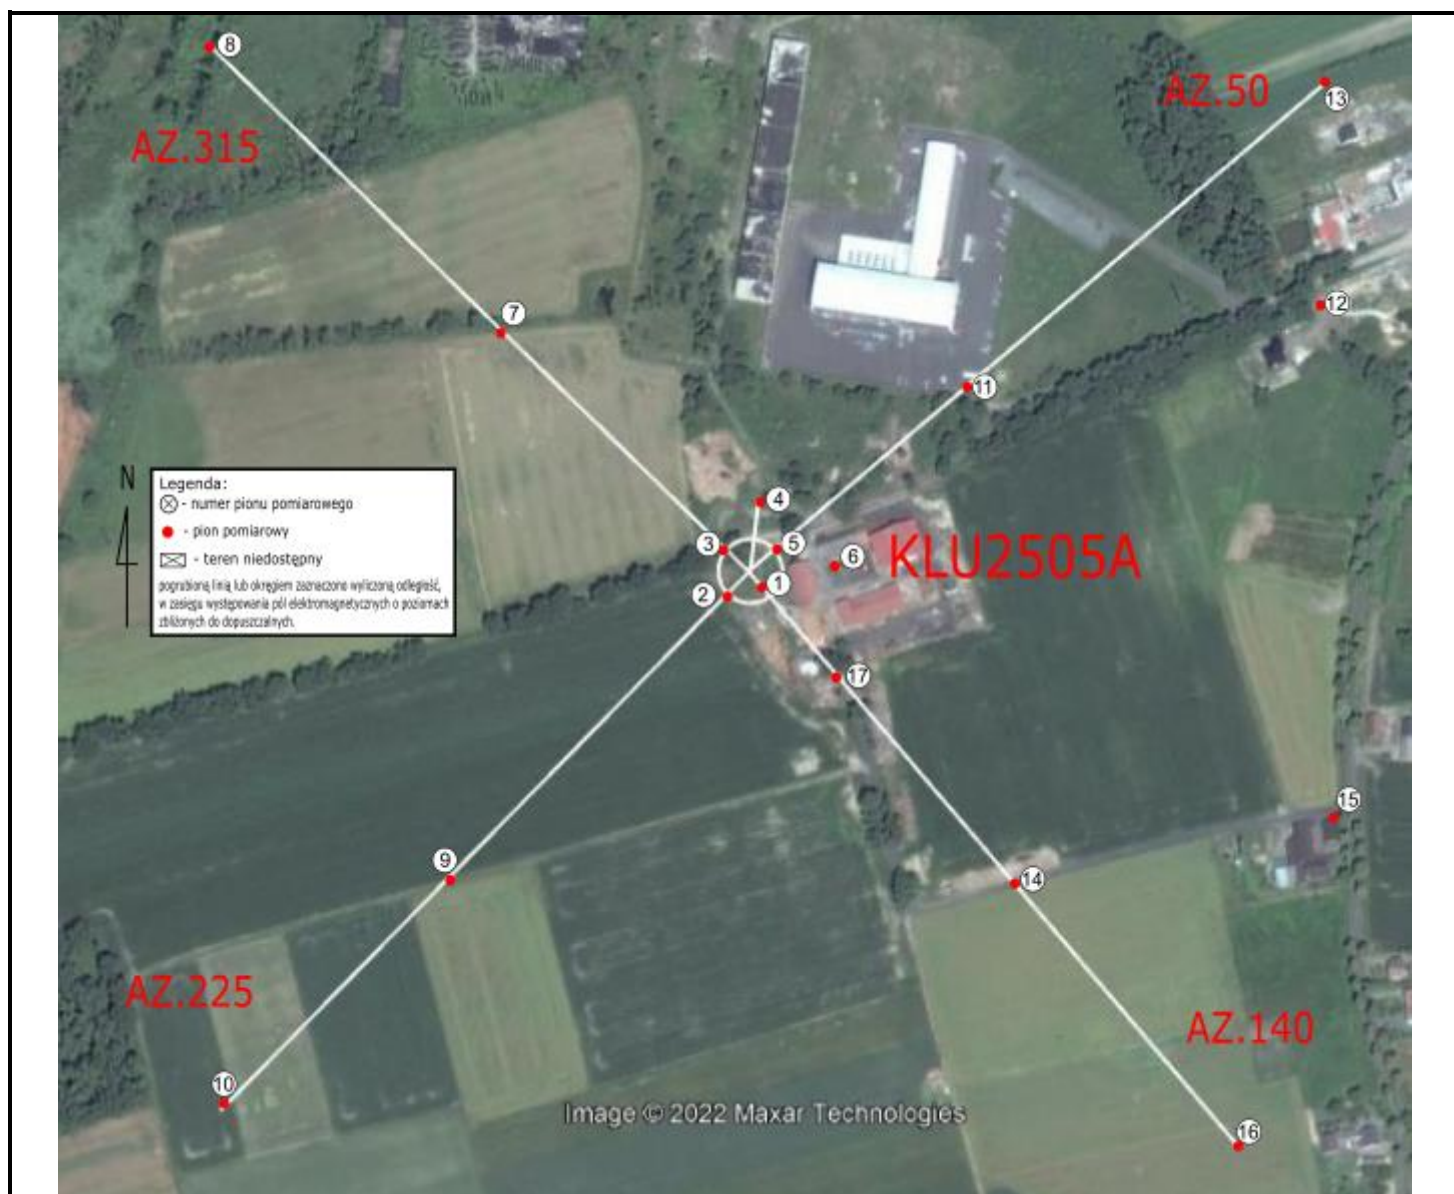 8
AZ.50
13
AZ.315
7
12
11
N
Legenda:
- numer pionu pomiarowego
- pion pomiarowy
- teren niedostępny
pogrubioną linią lub okręgiem zaznaczono wyliczoną odległość,
w zasięgu występowania pól elektromagnetycznych o poziomach
zbliżonych do dopuszczalnych.
4
3
5
6
KLU2505A
2
1
17
15
9
14
AZ.225
AZ.140
10
Image © 2022 Maxar Technologies
16